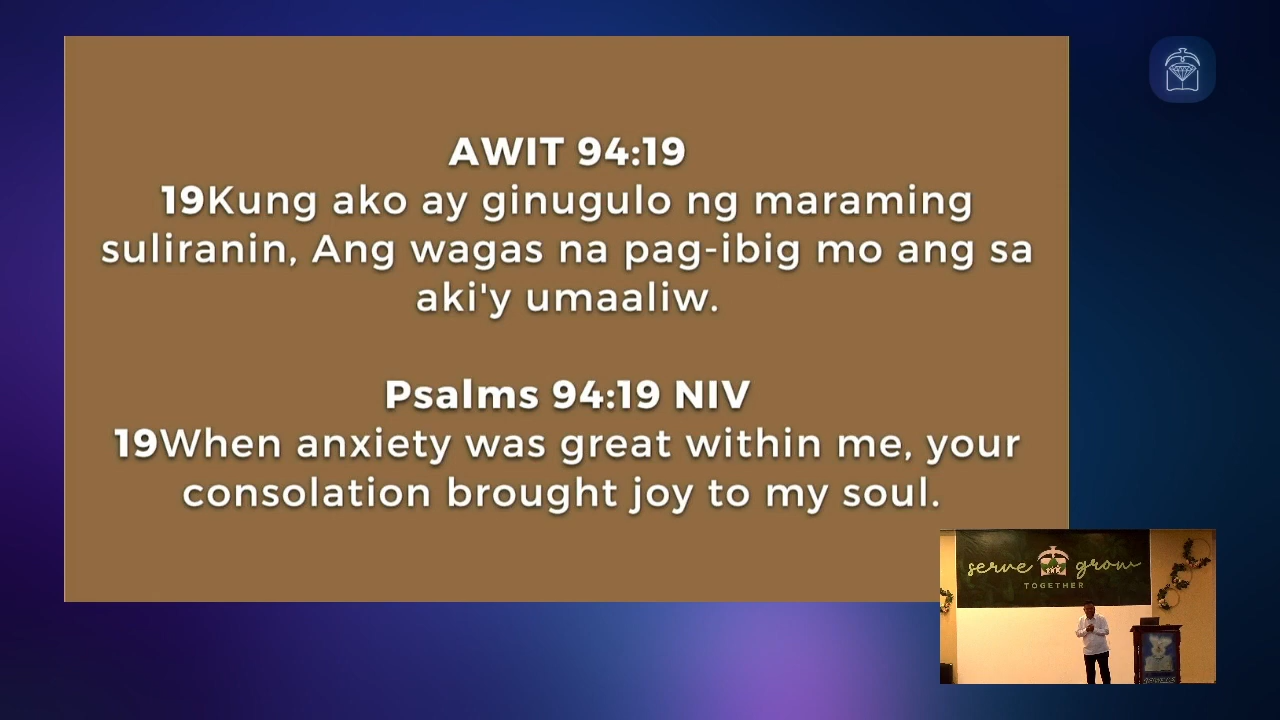 AWIT 94:19
19Kung ako ay ginugulo ng maraming
suliranin, Ang wagas na pag-ibig mo ang sa
aki'y umaaliw.
Psalms 94:19 NIV
19When anxiety was great within me, your
consolation brought joy to my soul.
serve grow
TOGETHER